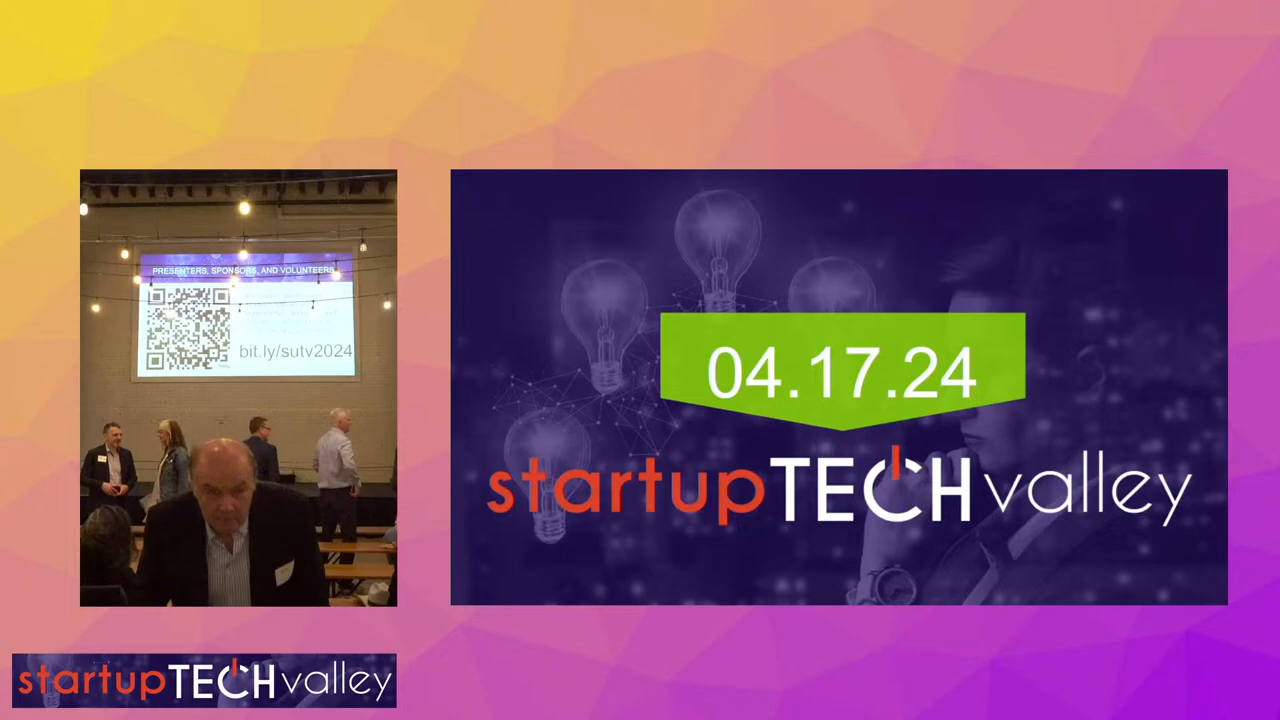 PRESENTERS, SPONSORS, AND VOLUNTEERS
bit.ly/sutv2024
04.17.24
startupTECHvalley
startupTECHvalley